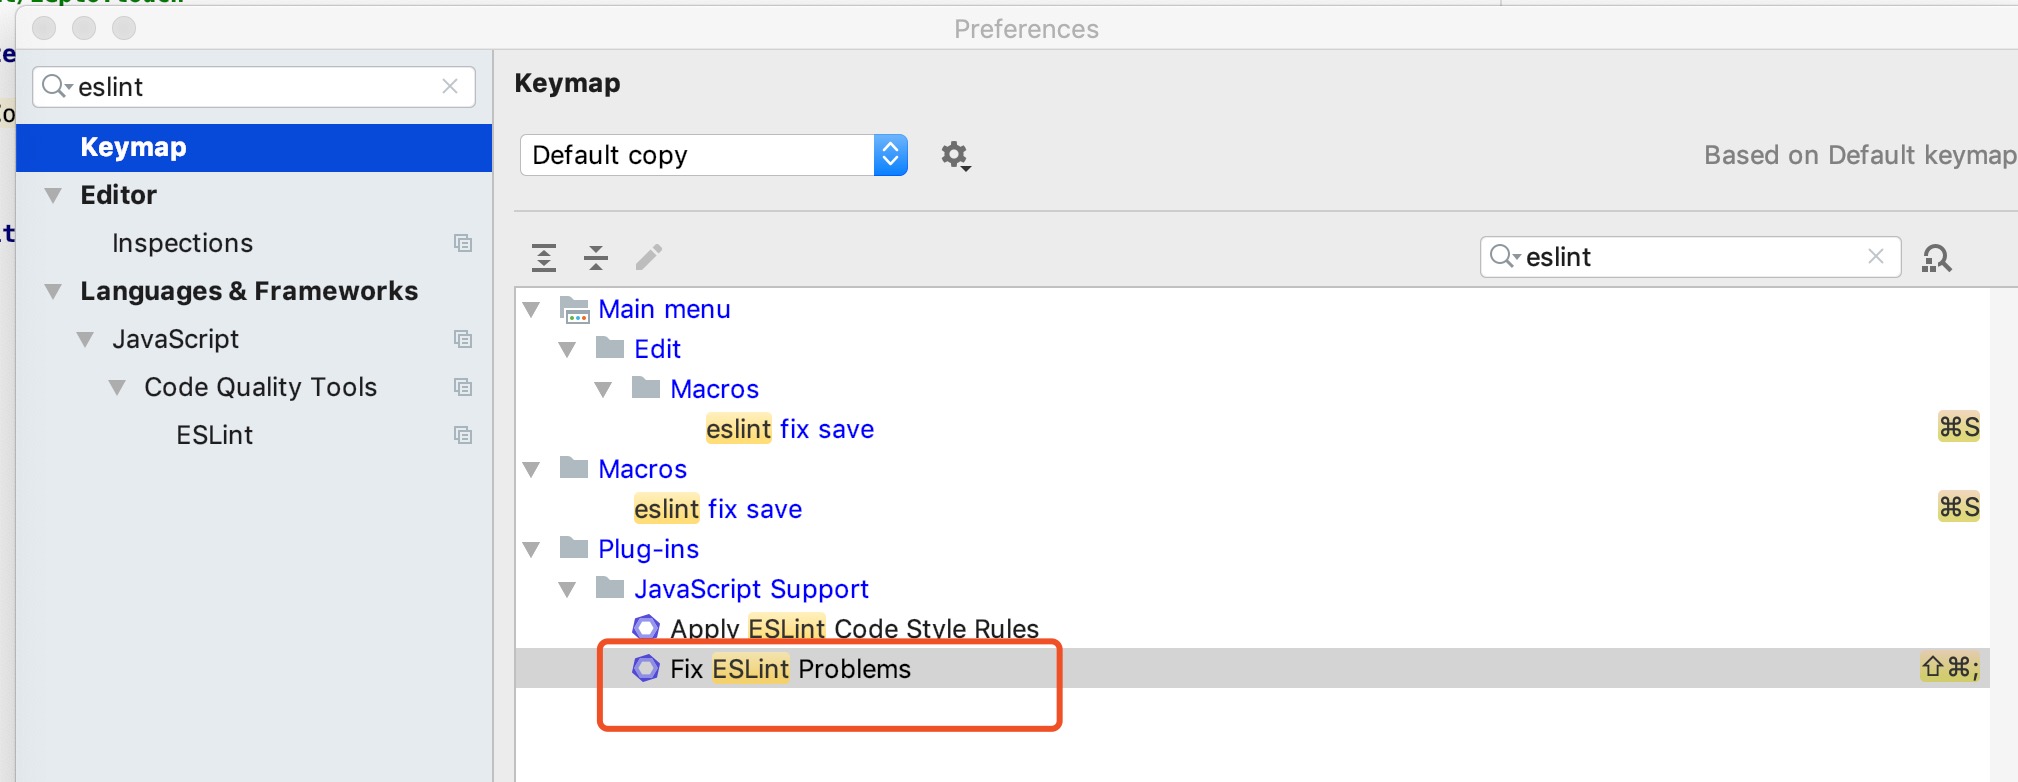 Preferences
eslint
Keymap
Editor
Inspections
Languages & Frameworks
JavaScript
Code Quality Tools
ESLint
Keymap
Default copy
Based on Default keymap
eslint
Main menu
Edit
Macros
eslint fix save ⌘S
Macros
eslint fix save ⌘S
Plug-ins
JavaScript Support
Apply ESLint Code Style Rules
Fix ESLint Problems ⇧⌘;